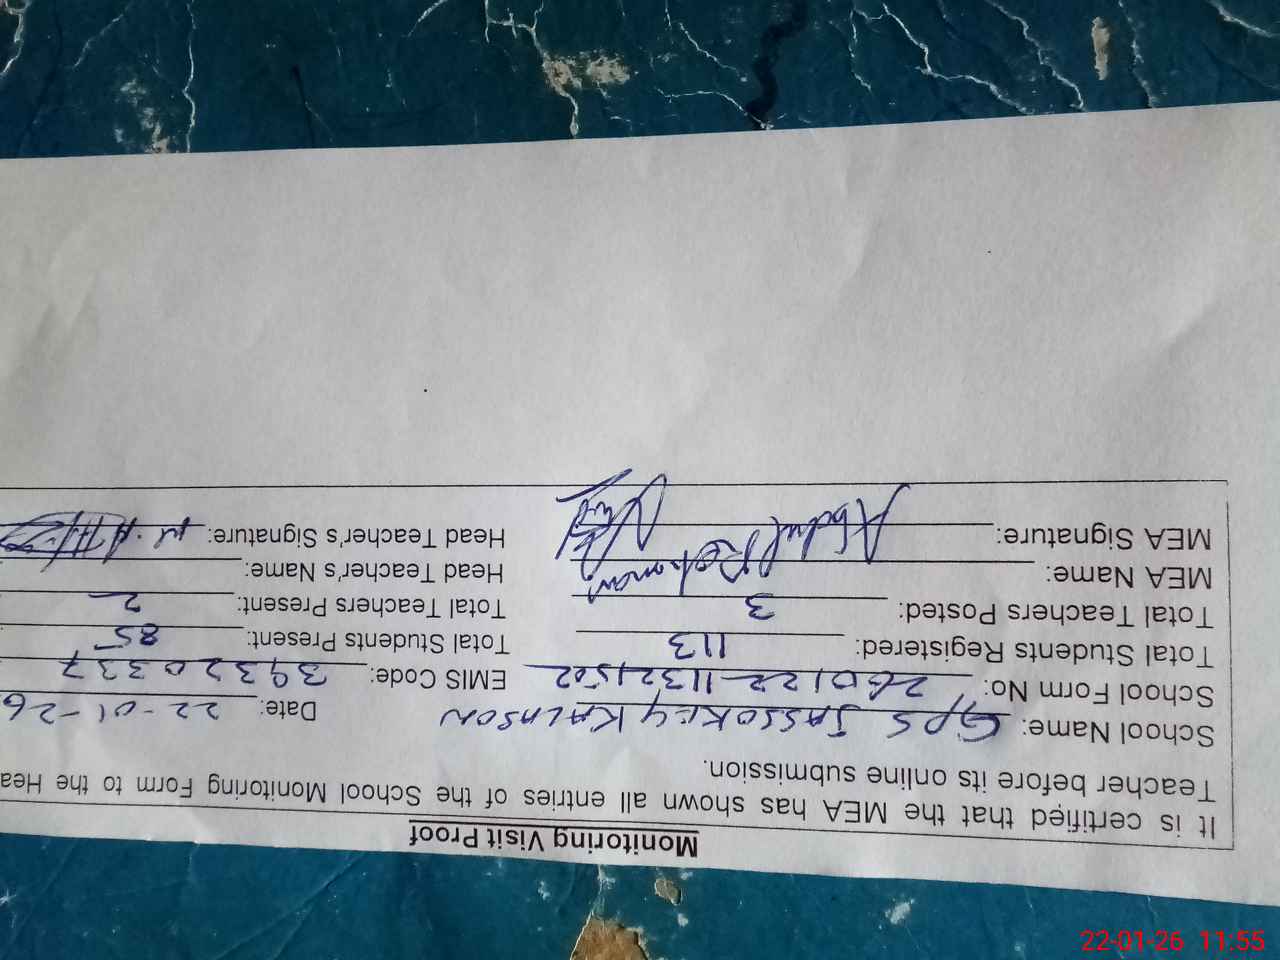 Monitoring Visit Proof
It is certified that the MEA has shown all entries of the School Monitoring Form to the Hea
Teacher before its online submission.
School Name: GPS JASSOKEY KALASON Date: 22-01-26
School Form No: 26012211321502 EMIS Code: 39320337
Total Students Registered: 113 Total Students Present: 85
Total Teachers Posted: 3 Total Teachers Present: 2
MEA Name: Abdul Rehman Head Teacher's Name:
MEA Signature: Head Teacher's Signature:
22-01-26 11:55